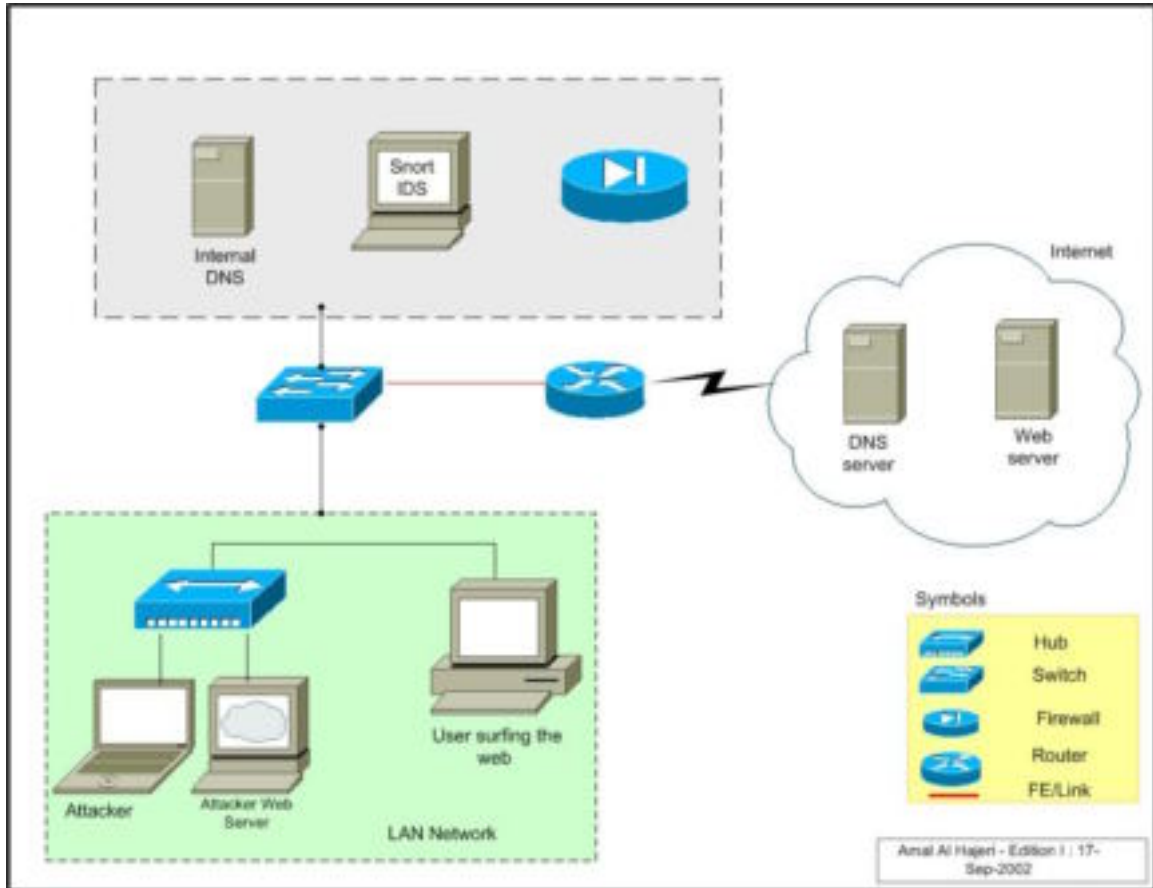 Snort
IDS
Internal
DNS
Internet
DNS
server
Web
server
User surfing the
web
Attacker
Attacker Web
Server
LAN Network
Symbols
Hub
Switch
Firewall
Router
FE/Link
Amal Al Hajeri - Edition I : 17-
Sep-2002